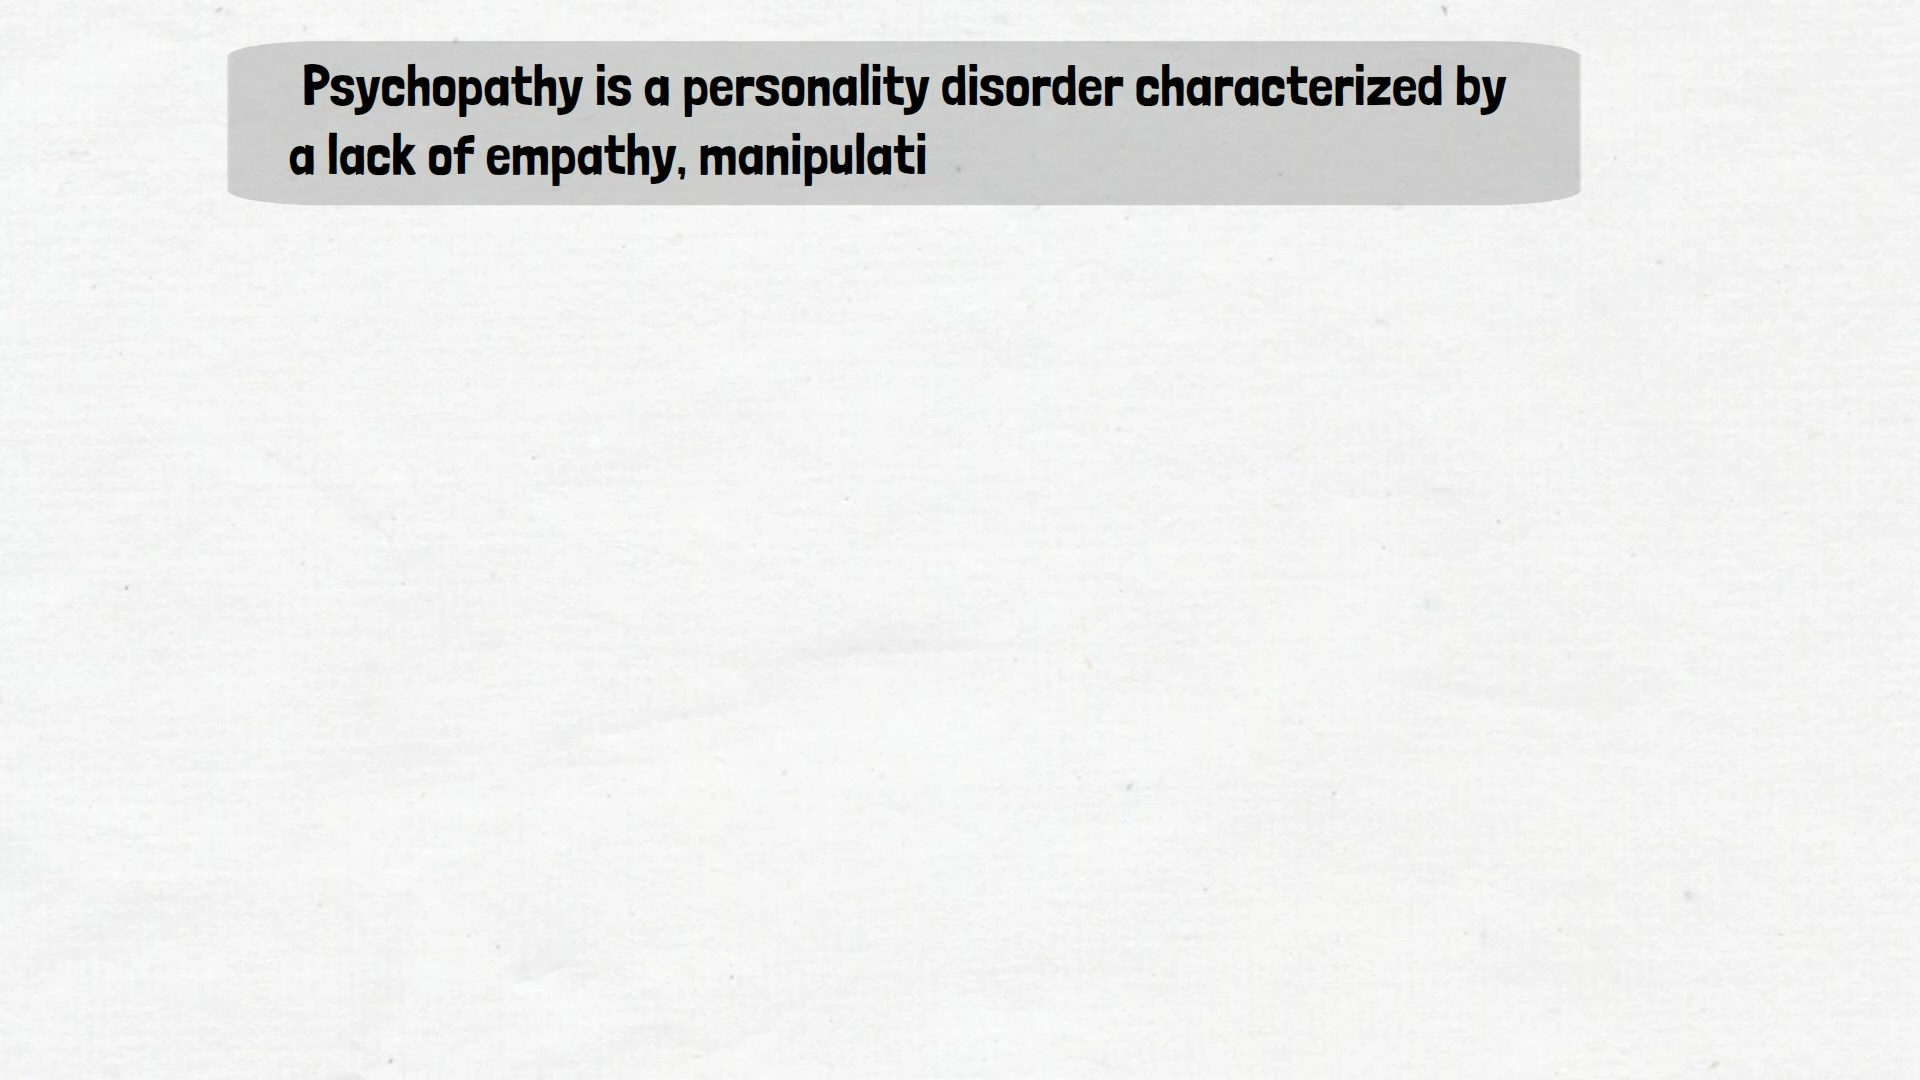 Psychopathy is a personality disorder characterized by
a lack of empathy, manipulati